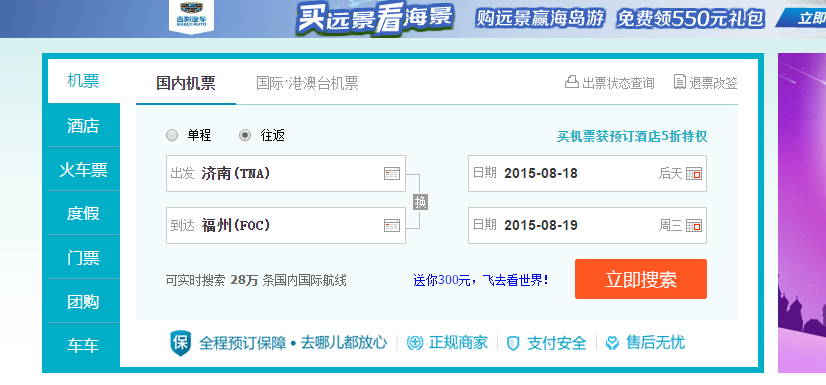 吉利汽车
GEELY AUTO
买远景看海景 购远景赢海岛游 免费领550元礼包 立即
机票
酒店
火车票
度假
门票
团购
车车
国内机票 国际·港澳台机票 出票状态查询 退票改签
单程 往返 买机票获预订酒店5折特权
出发 济南(TNA) 日期 2015-08-18 后天
换
到达 福州(FOC) 日期 2015-08-19 周三
可实时搜索 28万 条国内国际航线 送你300元，飞去看世界！ 立即搜索
保 全程预订保障·去哪儿都放心 正规商家 支付安全 售后无忧